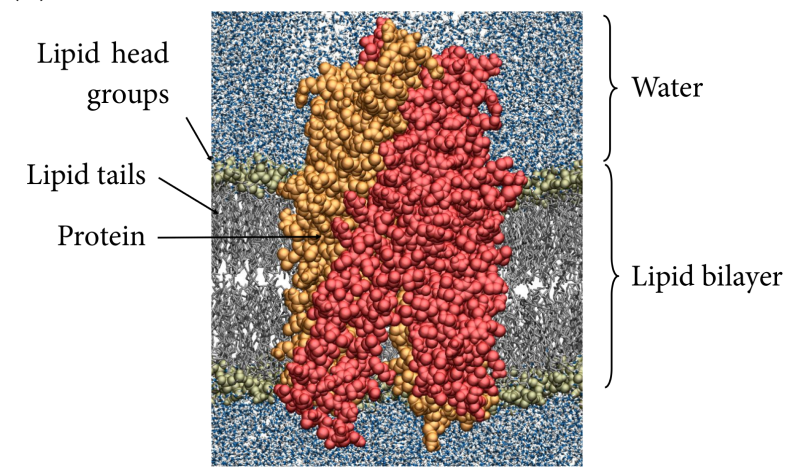 Lipid head
groups
Lipid tails
Protein
Water
Lipid bilayer